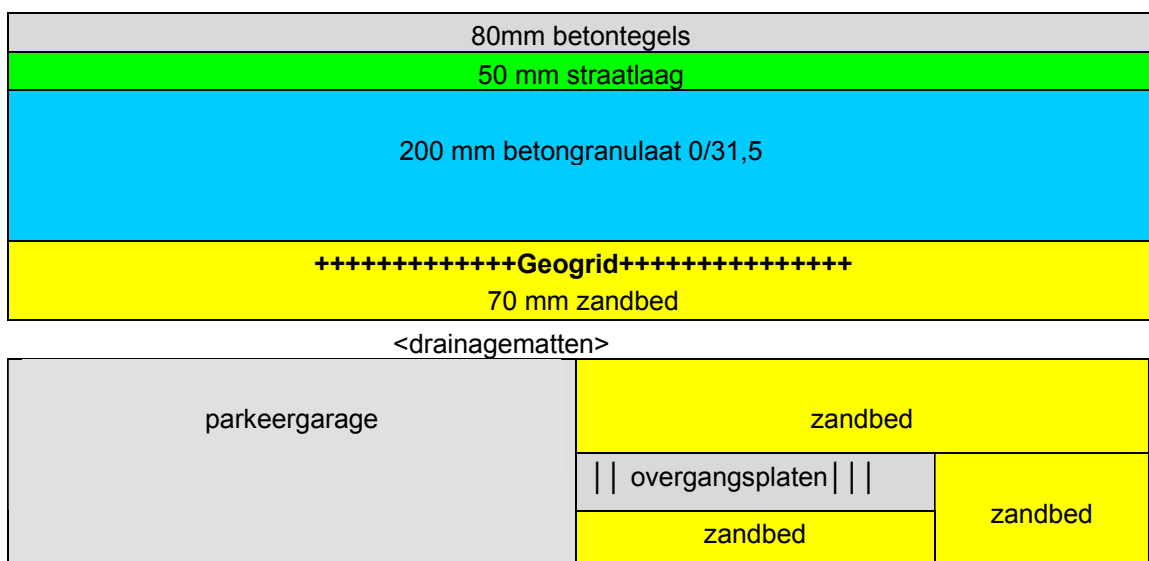 80mm betontegels
50 mm straatlaag
200 mm betongranulaat 0/31,5
+++++++++++++Geogrid+++++++++++++++
70 mm zandbed
<drainagematten>
parkeergarage
zandbed
││ overgangsplaten│││
zandbed
zandbed